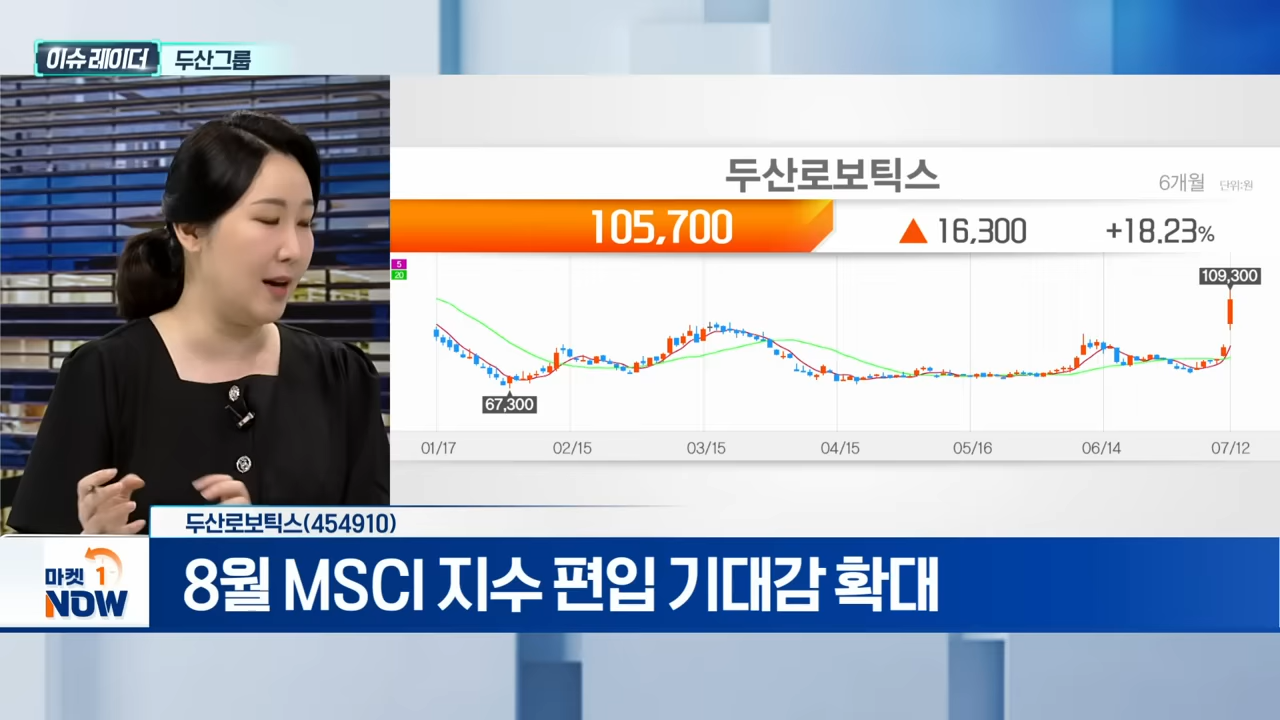 이슈레이더 두산그룹
두산로보틱스
6개월 단위:원
105,700 ▲ 16,300 +18.23%
5
20
109,300
67,300
01/17 02/15 03/15 04/15 05/16 06/14 07/12
두산로보틱스(454910)
마켓 1
NOW
8월 MSCI 지수 편입 기대감 확대